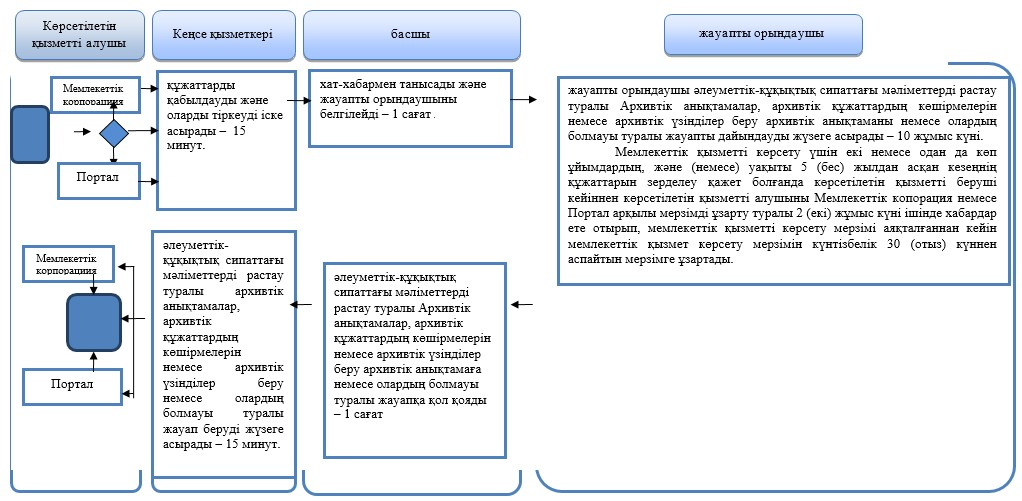 Көрсетілетін
қызметті алушы
Кеңсе қызметкері
басшы
жауапты орындаушы
Мемлекеттік
корпорация
Портал
құжаттарды
қабылдауды және
оларды тіркеуді іске
асырады – 15
минут.
хат-хабармен танысады және
жауапты орындаушыны
белгілейді – 1 сағат.
жауапты орындаушы әлеуметтік-құқықтық сипаттағы мәліметтерді растау
туралы Архивтік анықтамалар, архивтік құжаттардың көшірмелерін
немесе архивтік үзінділер беру архивтік анықтаманы немесе олардың
болмауы туралы жауапты дайындауды жүзеге асырады – 10 жұмыс күні.
Мемлекеттік қызметті көрсету үшін екі немесе одан да көп
ұйымдардың, және (немесе) уақыты 5 (бес) жылдан асқан кезеңнің
құжаттарын зерделеу қажет болғанда көрсетілетін қызметті беруші
кейіннен көрсетілетін қызметті алушыны Мемлекеттік копорация немесе
Портал арқылы мерзімді ұзарту туралы 2 (екі) жұмыс күні ішінде хабардар
ете отырып, мемлекеттік қызметті көрсету мерзімі аяқталғаннан кейін
мемлекеттік қызмет көрсету мерзімін күнтізбелік 30 (отыз) күннен
аспайтын мерзімге ұзартады.
Мемлекеттік
корпорациия
Портал
әлеуметтік-
құқықтық сипаттағы
мәліметтерді растау
туралы архивтік
анықтамалар,
архивтік
құжаттардың
көшірмелерін
немесе архивтік
үзінділер беру
немесе олардың
болмауы туралы
жауап беруді жүзеге
асырады – 15 минут.
әлеуметтік-құқықтық
сипаттағы мәліметтерді
растау туралы Архивтік
анықтамалар, архивтік
құжаттардың көшірмелерін
немесе архивтік үзінділер
беру архивтік анықтамаға
немесе олардың болмауы
туралы жауапқа қол қояды
– 1 сағат